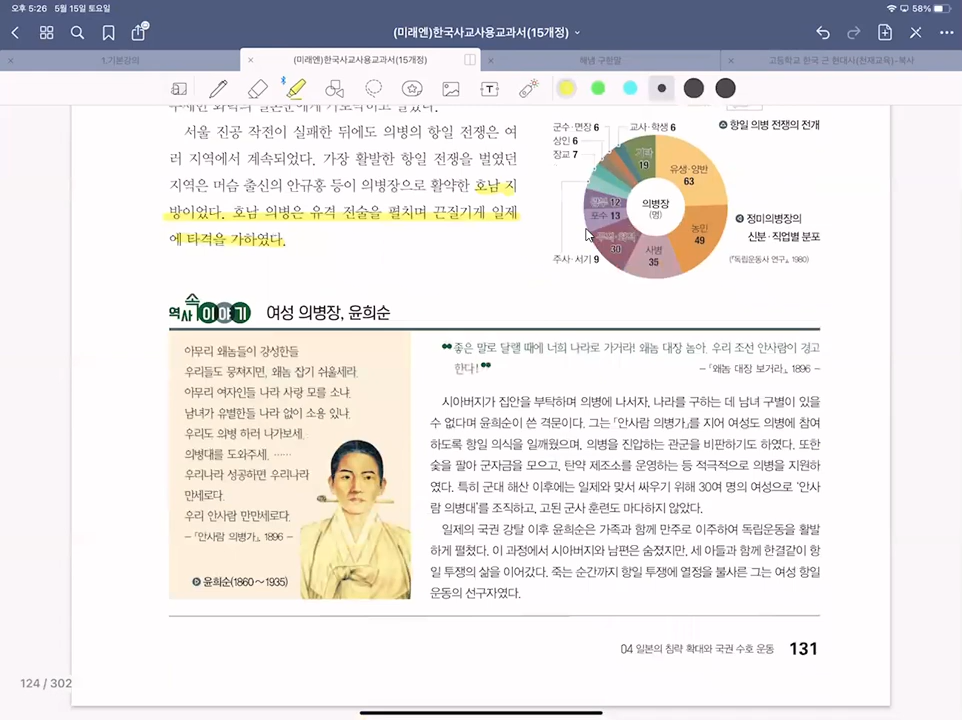 오후 5:26 5월 15일 토요일
58%
(미래엔)한국사교사용교과서(15개정)
1.기본강의
(미래엔)한국사교사용교과서(15개정)
해냄 구한말
고등학교 한국 근 현대사(천재교육)-복사
서울 진공 작전이 실패한 뒤에도 의병의 항일 전쟁은 여
러 지역에서 계속되었다. 가장 활발한 항일 전쟁을 벌였던
지역은 머슴 출신의 안규홍 등이 의병장으로 활약한 호남 지
방이었다. 호남 의병은 유격 전술을 펼치며 끈질기게 일제
에 타격을 가하였다.
군수·면장 6
상인 6
장교 7
교사·학생 6
기타
19
유생·양반
63
의병장
(명)
농민
49
사병
35
30
포수 13
12
주사·서기 9
항일 의병 전쟁의 전개
정미의병장의
신분·직업별 분포
(『독립운동사 연구』, 1980)
역사 속 이야기 여성 의병장, 윤희순
아무리 왜놈들이 강성한들
우리들도 뭉쳐지면, 왜놈 잡기 쉬울세라.
아무리 여자인들 나라 사랑 모를 소냐.
남녀가 유별한들 나라 없이 소용 있나.
우리도 의병 하러 나가보세.
의병대를 도와주세. ……
우리나라 성공하면 우리나라
만세로다.
우리 안사람 만만세로다.
- 「안사람 의병가」, 1896 -
윤희순(1860~1935)
좋은 말로 달랠 때에 너희 나라로 가거라! 왜놈 대장 놈아. 우리 조선 안사람이 경고
한다!
- 「왜놈 대장 보거라」, 1896 -
시아버지가 집안을 부탁하며 의병에 나서자, 나라를 구하는 데 남녀 구별이 있을
수 없다며 윤희순이 쓴 격문이다. 그는 「안사람 의병가」를 지어 여성도 의병에 참여
하도록 항일 의식을 일깨웠으며, 의병을 진압하는 관군을 비판하기도 하였다. 또한
숯을 팔아 군자금을 모으고, 탄약 제조소를 운영하는 등 적극적으로 의병을 지원하
였다. 특히 군대 해산 이후에는 일제와 맞서 싸우기 위해 30여 명의 여성으로 '안사
람 의병대'를 조직하고, 고된 군사 훈련도 마다하지 않았다.
일제의 국권 강탈 이후 윤희순은 가족과 함께 만주로 이주하여 독립운동을 활발
하게 펼쳤다. 이 과정에서 시아버지와 남편은 숨졌지만, 세 아들과 함께 한결같이 항
일 투쟁의 삶을 이어갔다. 죽는 순간까지 항일 투쟁에 열정을 불사른 그는 여성 항일
운동의 선구자였다.
04 일본의 침략 확대와 국권 수호 운동 131
124 / 302